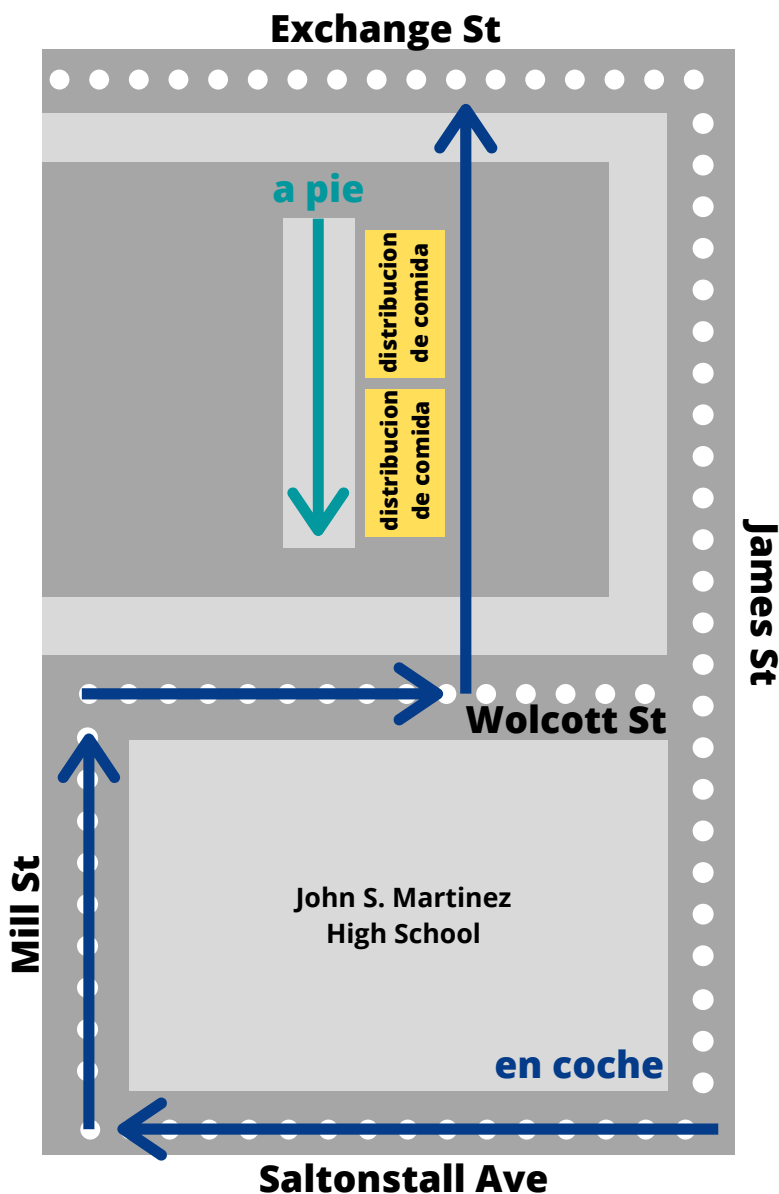 Exchange St
a pie
distribucion
de comida
distribucion
de comida
James St
Wolcott St
Mill St
John S. Martinez
High School
en coche
Saltonstall Ave